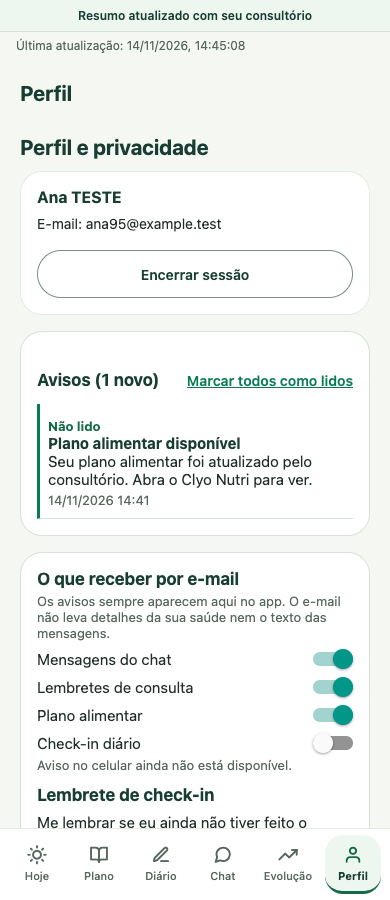 Resumo atualizado com seu consultório
Última atualização: 14/11/2026, 14:45:08
Perfil
Perfil e privacidade
Ana TESTE
E-mail: ana95@example.test
Encerrar sessão
Avisos (1 novo)
Marcar todos como lidos
Não lido
Plano alimentar disponível
Seu plano alimentar foi atualizado pelo
consultório. Abra o Clyo Nutri para ver.
14/11/2026 14:41
O que receber por e-mail
Os avisos sempre aparecem aqui no app. O e-mail
não leva detalhes da sua saúde nem o texto das
mensagens.
Mensagens do chat
Lembretes de consulta
Plano alimentar
Check-in diário
Aviso no celular ainda não está disponível.
Lembrete de check-in
Me lembrar se eu ainda não tiver feito o
Hoje
Plano
Diário
Chat
Evolução
Perfil